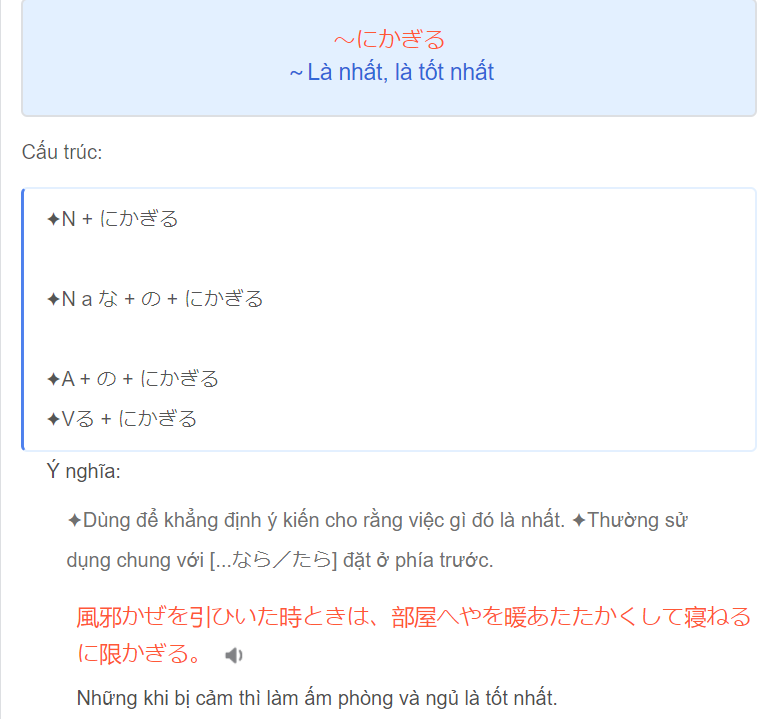 ～にかぎる
~ Là nhất, là tốt nhất
Cấu trúc:
✦N + にかぎる
✦N a な + の + にかぎる
✦A + の + にかぎる
✦Vる + にかぎる
Ý nghĩa:
✦Dùng để khẳng định ý kiến cho rằng việc gì đó là nhất. ✦Thường sử
dụng chung với [...なら／たら] đặt ở phía trước.
風邪かぜを引ひいた時ときは、部屋へやを暖あたたかくして寝ねる
に限かぎる。
Những khi bị cảm thì làm ấm phòng và ngủ là tốt nhất.